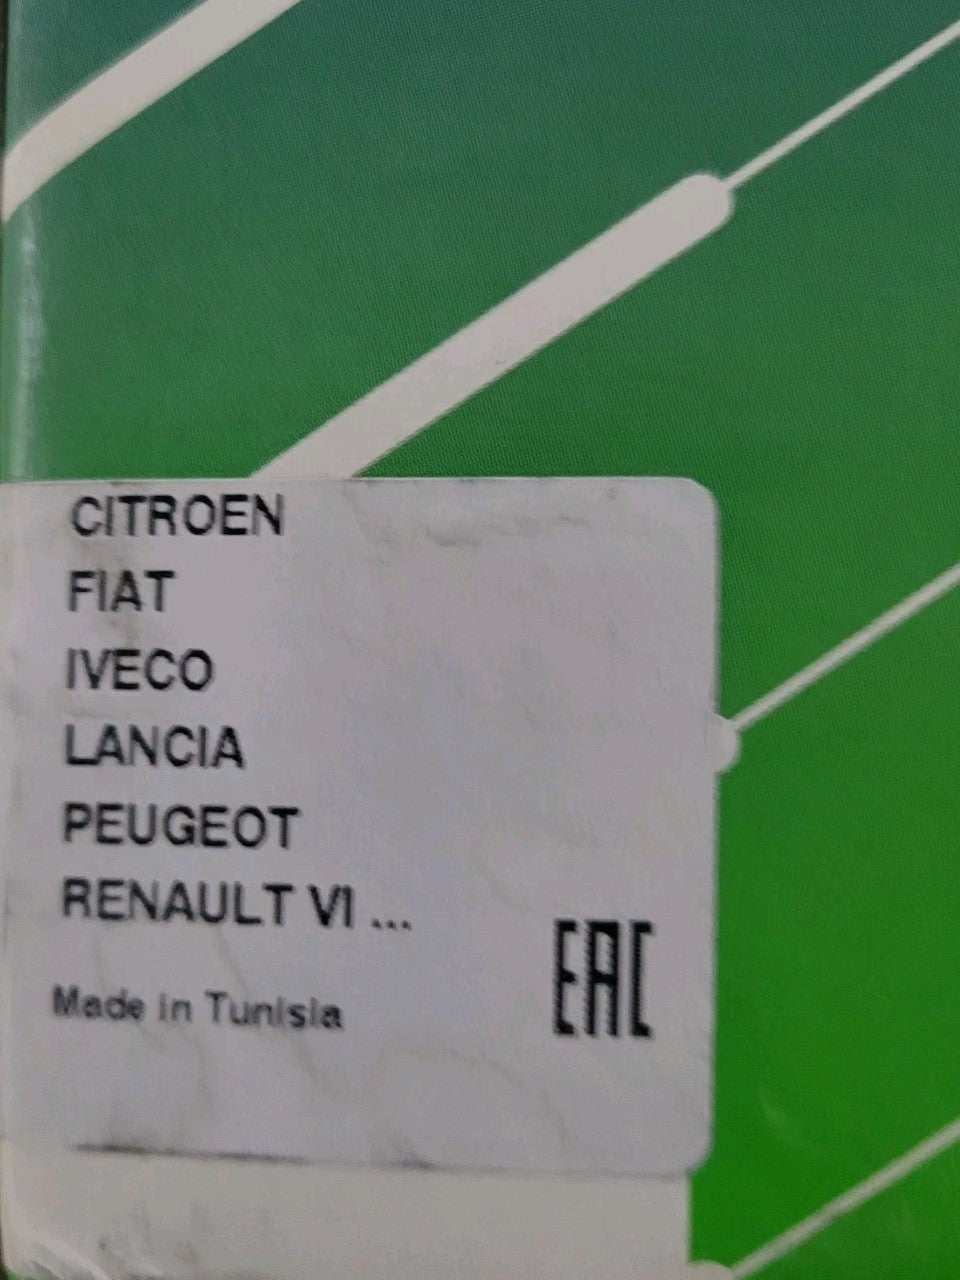 CITROEN
FIAT
IVECO
LANCIA
PEUGEOT
RENAULT VI ...
Made in Tunisia
EAC